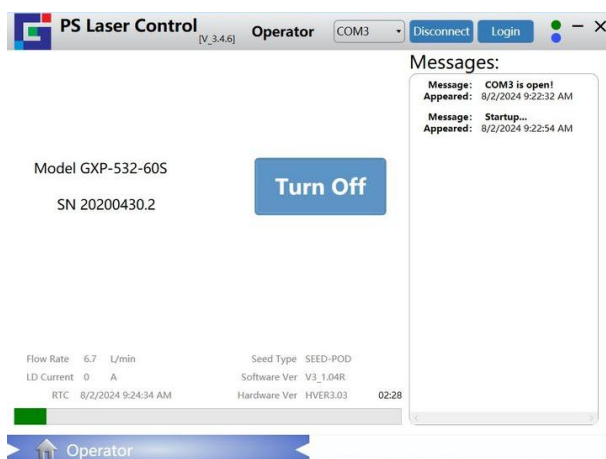 PS Laser Control
[V_3.4.6]
Operator
COM3
Disconnect
Login
Messages:
Message: COM3 is open!
Appeared: 8/2/2024 9:22:32 AM
Message: Startup...
Appeared: 8/2/2024 9:22:54 AM
Model GXP-532-60S
SN 20200430.2
Turn Off
Flow Rate 6.7 L/min
LD Current 0 A
RTC 8/2/2024 9:24:34 AM
Seed Type SEED-POD
Software Ver V3_1.04R
Hardware Ver HVER3.03
02:28
Operator